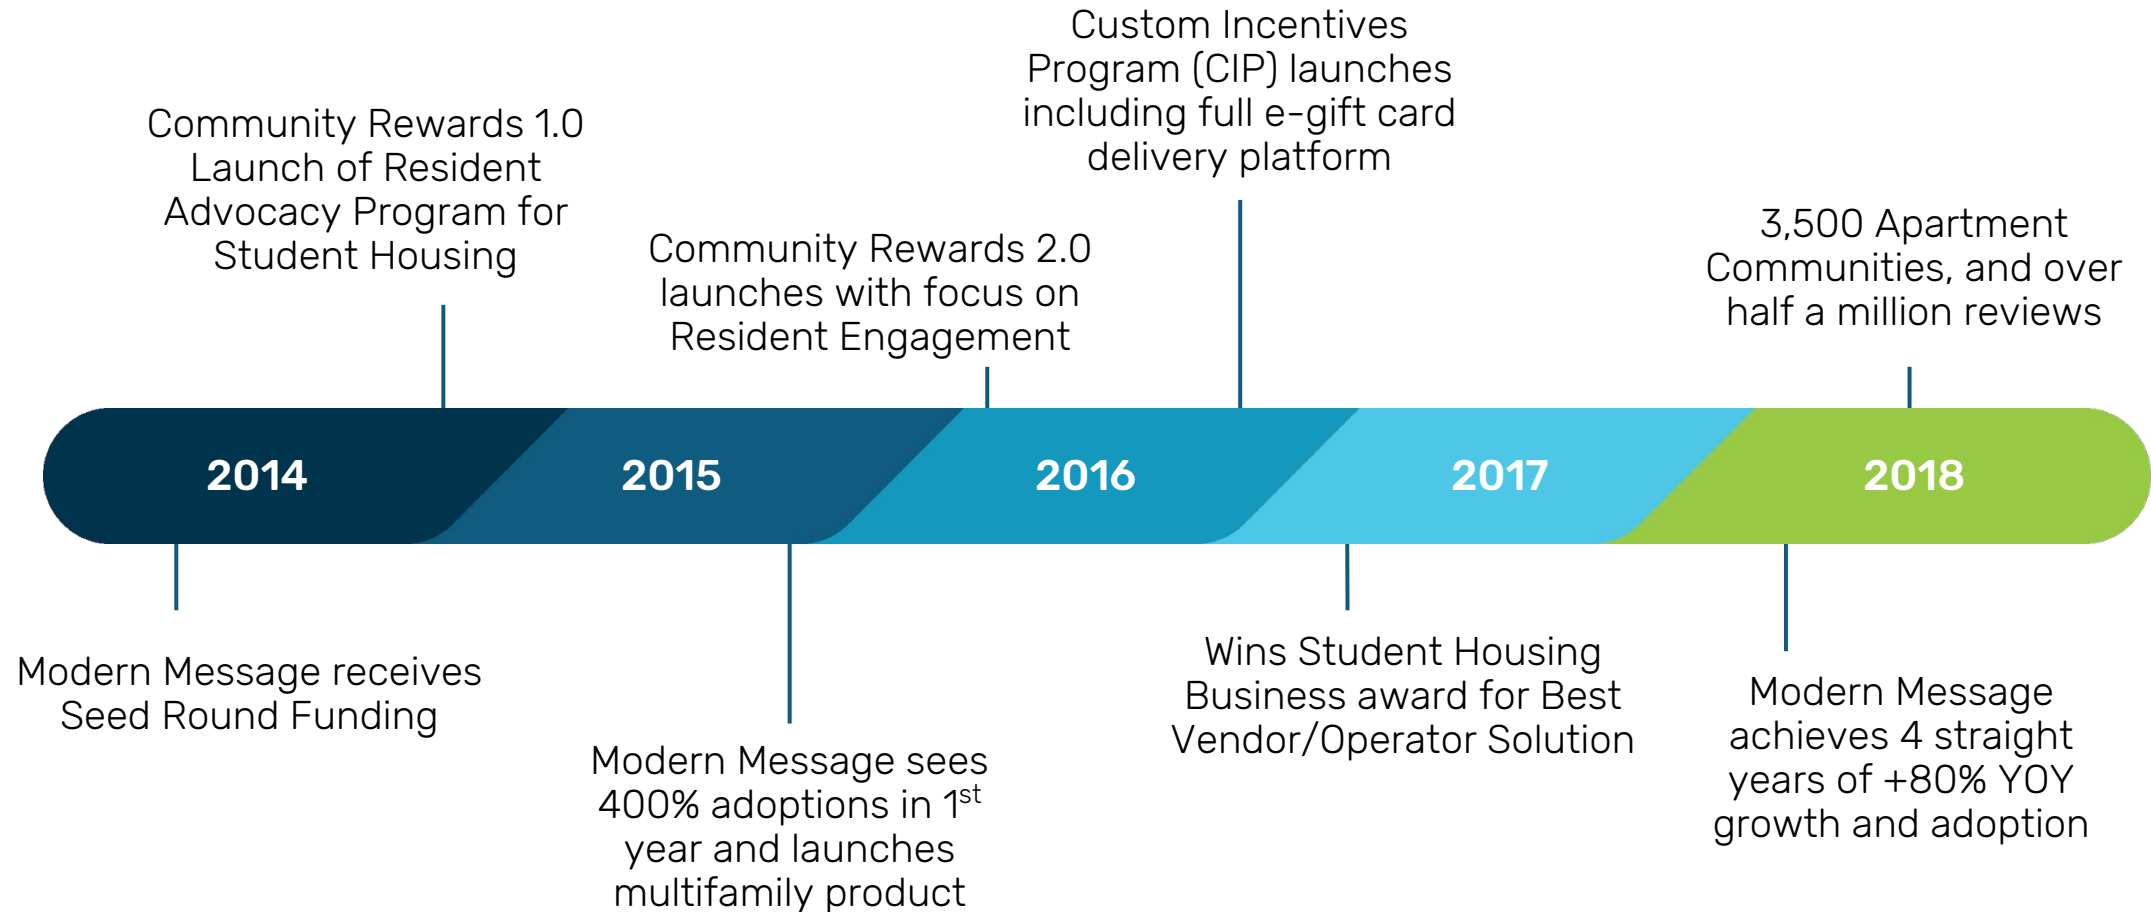 Custom Incentives
Program (CIP) launches
including full e-gift card
delivery platform
Community Rewards 1.0
Launch of Resident
Advocacy Program for
Student Housing
Community Rewards 2.0
launches with focus on
Resident Engagement
3,500 Apartment
Communities, and over
half a million reviews
2014
2015
2016
2017
2018
Modern Message receives
Seed Round Funding
Modern Message sees
400% adoptions in 1st
year and launches
multifamily product
Wins Student Housing
Business award for Best
Vendor/Operator Solution
Modern Message
achieves 4 straight
years of +80% YOY
growth and adoption